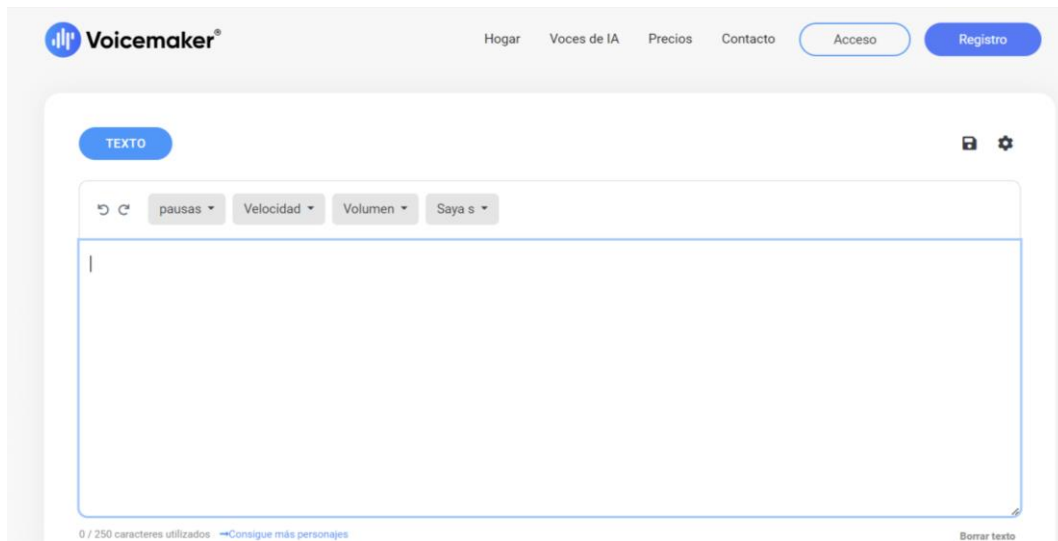 Voicemaker®
Hogar Voces de IA Precios Contacto Acceso Registro
TEXTO
pausas Velocidad Volumen Saya s
0 / 250 caracteres utilizados →Consigue más personajes
Borrar texto